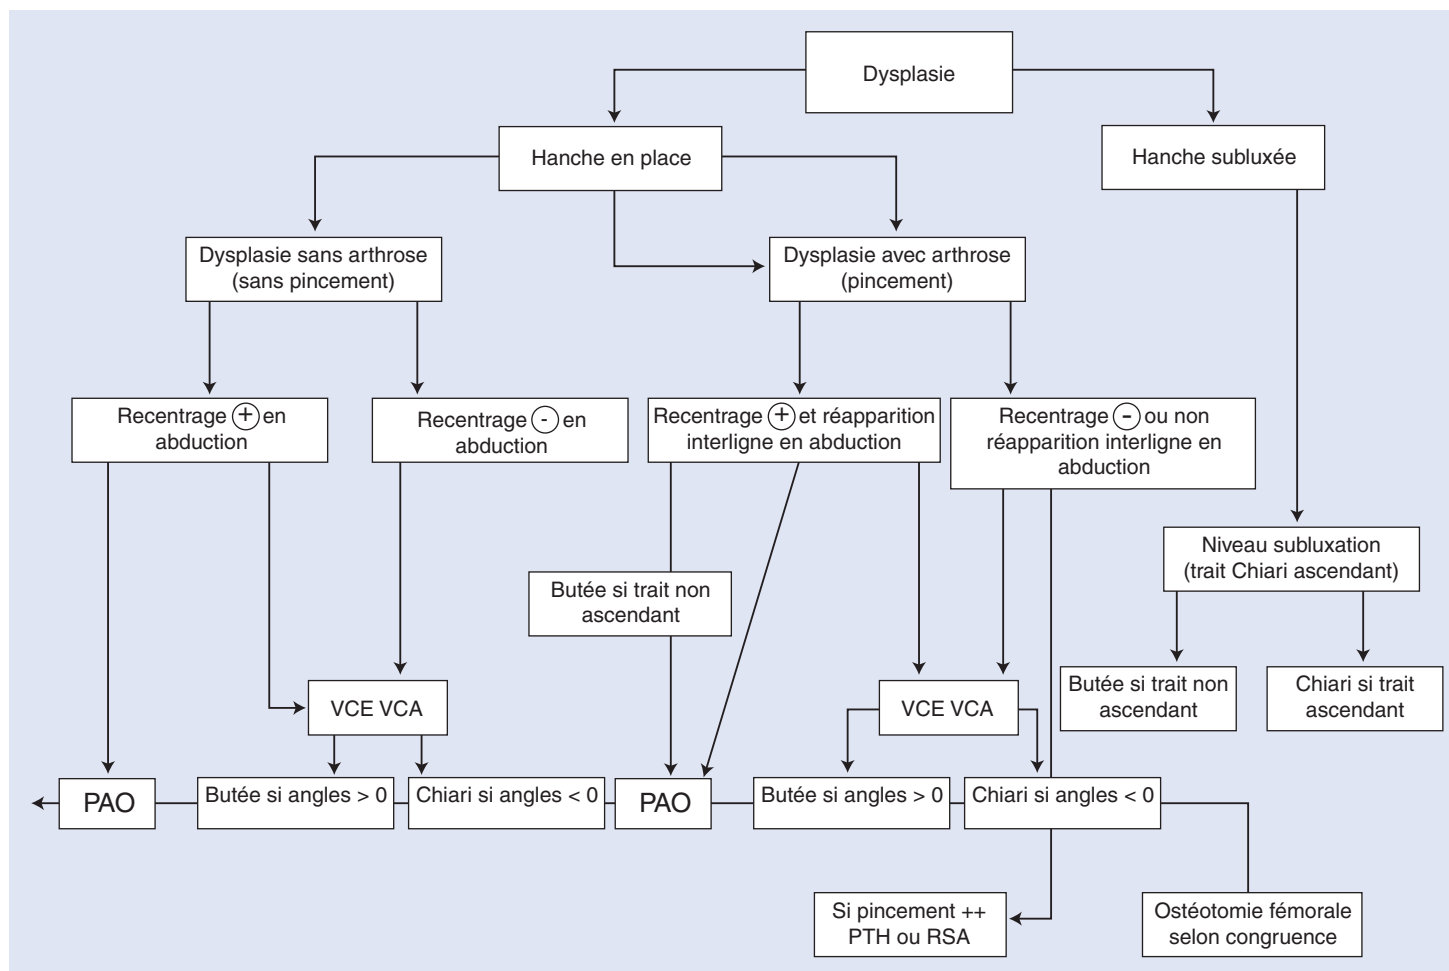 Dysplasie
Hanche en place
Hanche subluxée
Dysplasie sans arthrose
(sans pincement)
Dysplasie avec arthrose
(pincement)
Recentrage + en
abduction
Recentrage - en
abduction
Recentrage + et réapparition
interligne en abduction
Recentrage - ou non
réapparition interligne en
abduction
Niveau subluxation
(trait Chiari ascendant)
Butée si trait non
ascendant
Butée si trait non
ascendant
Chiari si trait
ascendant
VCE VCA
VCE VCA
PAO
Butée si angles > 0
Chiari si angles < 0
PAO
Butée si angles > 0
Chiari si angles < 0
Si pincement ++
PTH ou RSA
Ostéotomie fémorale
selon congruence